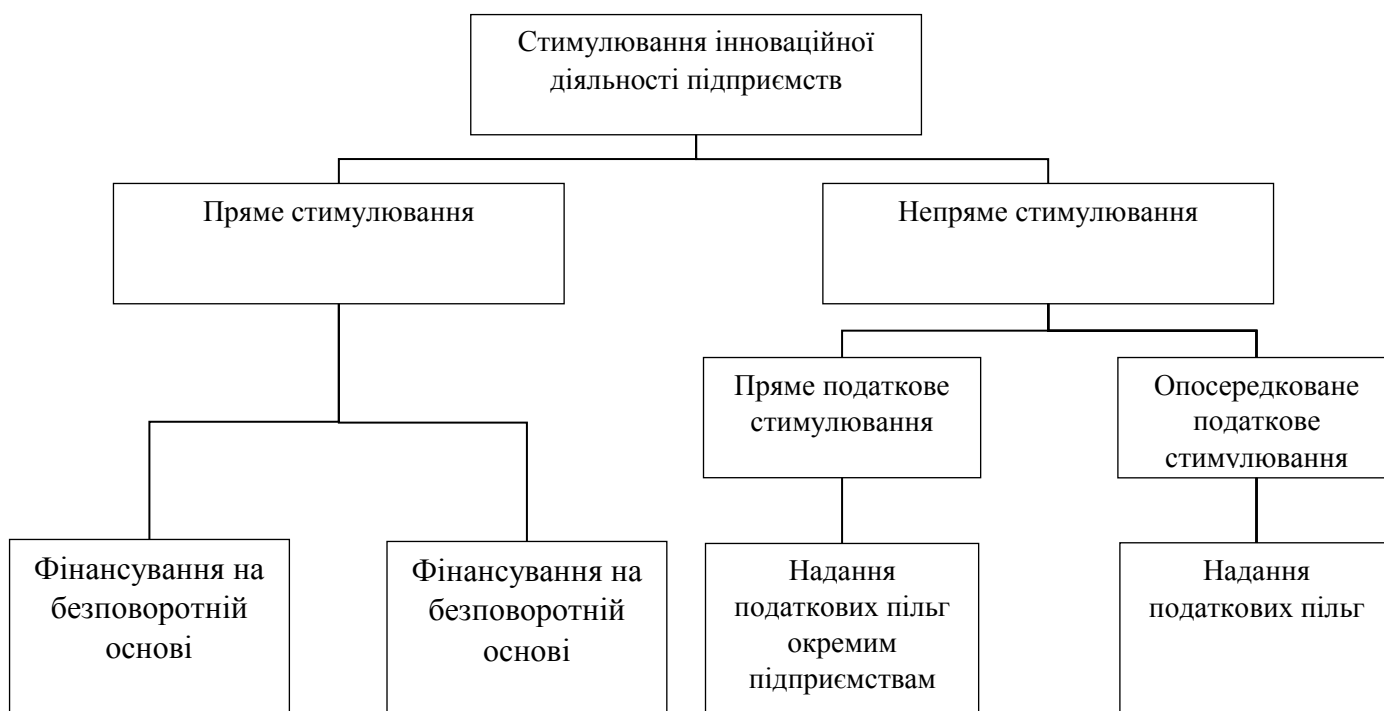 Стимулювання інноваційної
діяльності підприємств
Пряме стимулювання
Непряме стимулювання
Пряме податкове
стимулювання
Опосередковане
податкове
стимулювання
Фінансування на
безповоротній
основі
Фінансування на
безповоротній
основі
Надання
податкових пільг
окремим
підприємствам
Надання
податкових пільг